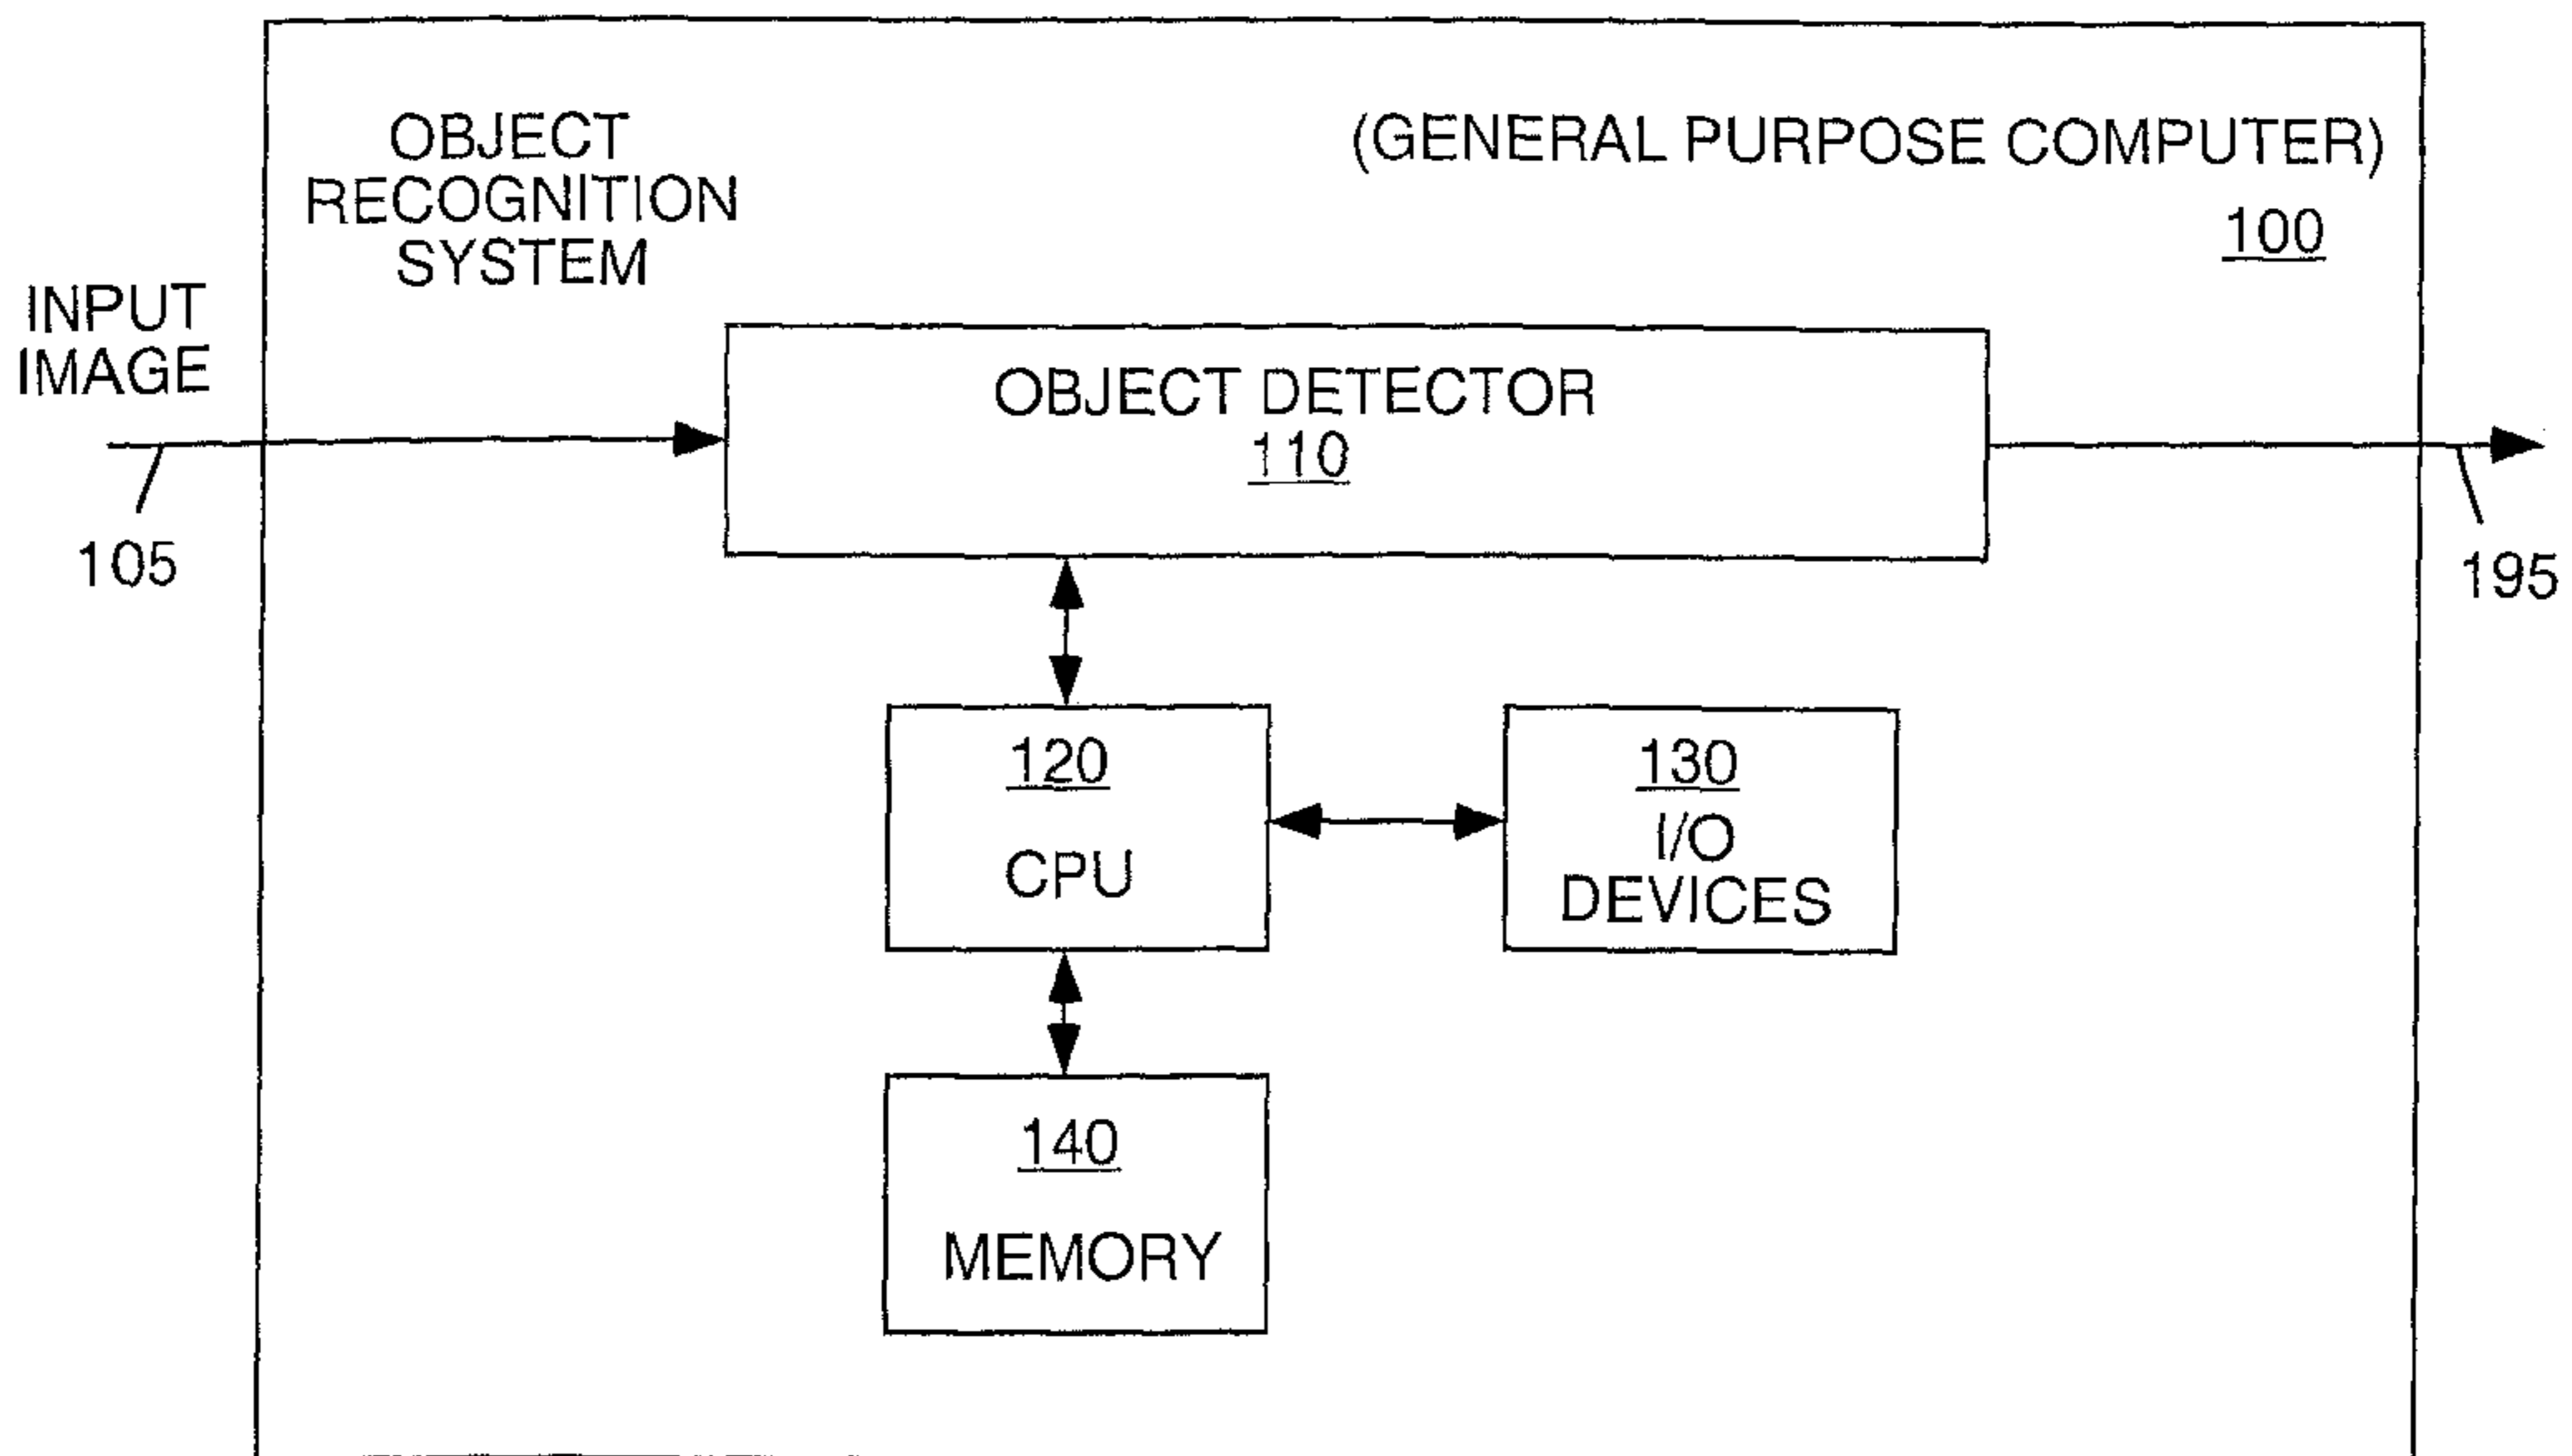 OBJECT
RECOGNITION
SYSTEM
(GENERAL PURPOSE COMPUTER)
100
INPUT
IMAGE
105
OBJECT DETECTOR
110
195
120
CPU
130
I/O
DEVICES
140
MEMORY